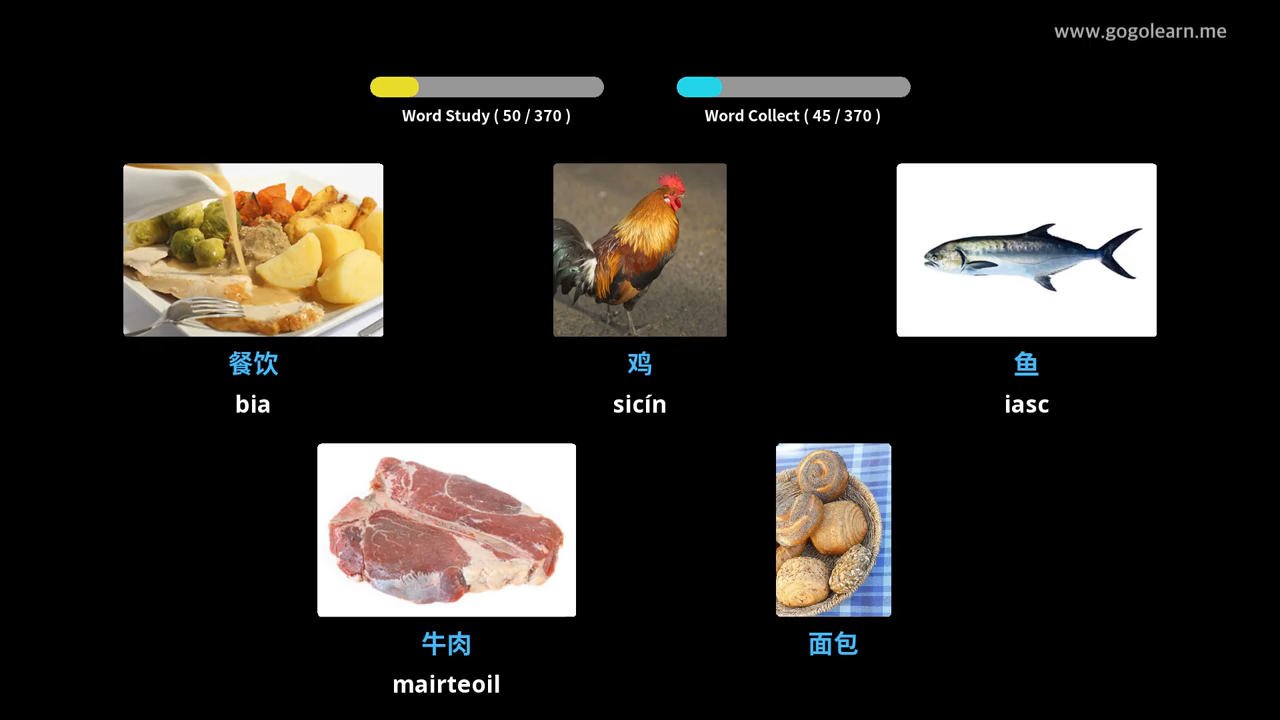 www.gogolearn.me
Word Study ( 50 / 370 )
Word Collect ( 45 / 370 )
餐饮
鸡
鱼
bia
sicín
iasc
牛肉
面包
mairteoil